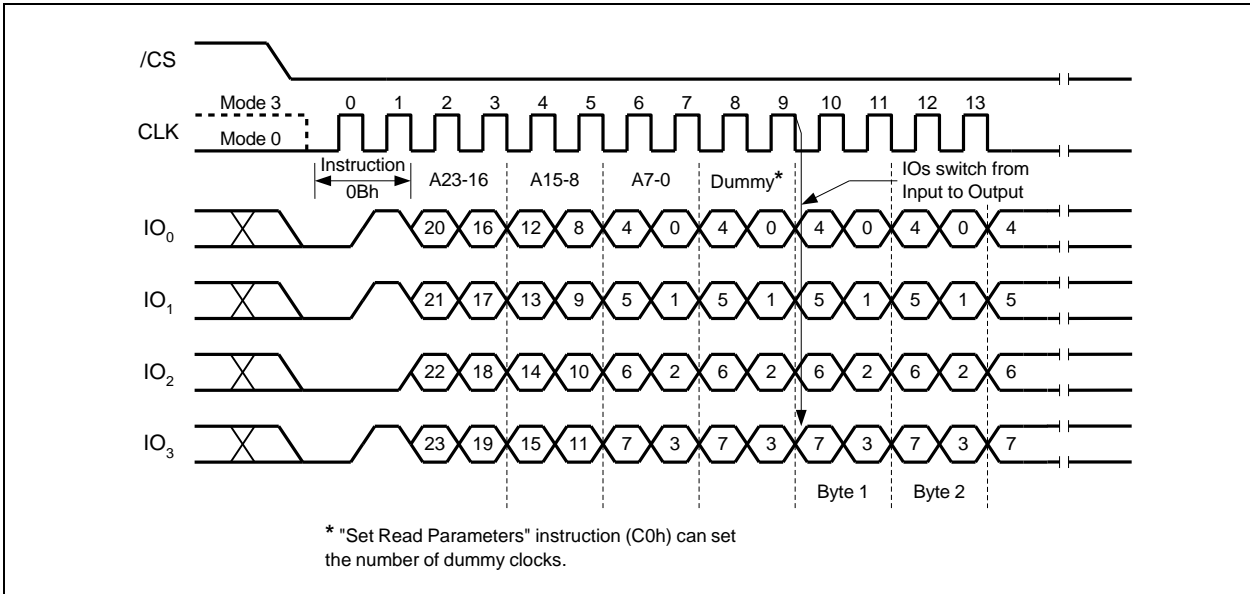 /CS
Mode 3 0 1 2 3 4 5 6 7 8 9 10 11 12 13
CLK
Mode 0
Instruction
0Bh
A23-16 A15-8 A7-0 Dummy*
IOs switch from
Input to Output
IO0 20 16 12 8 4 0 4 0 4 0 4 0 4
IO1 21 17 13 9 5 1 5 1 5 1 5 1 5
IO2 22 18 14 10 6 2 6 2 6 2 6 2 6
IO3 23 19 15 11 7 3 7 3 7 3 7 3 7
Byte 1 Byte 2
* "Set Read Parameters" instruction (C0h) can set
the number of dummy clocks.